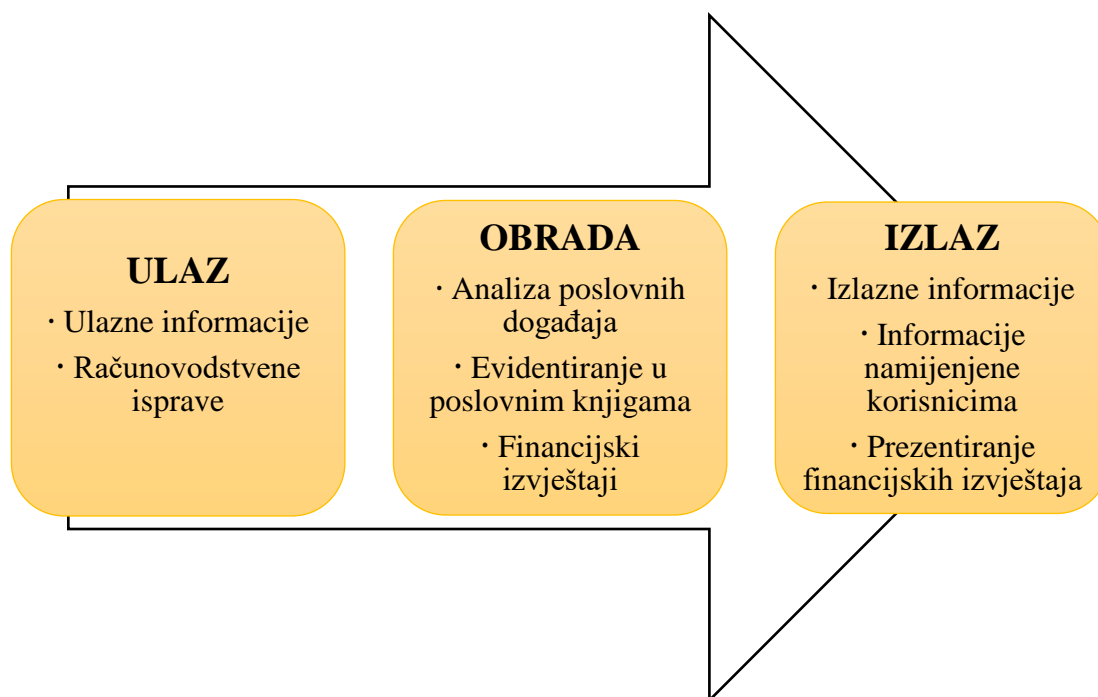 ULAZ
· Ulazne informacije
· Računovodstvene
isprave
OBRADA
· Analiza poslovnih
događaja
· Evidentiranje u
poslovnim knjigama
· Financijski
izvještaji
IZLAZ
· Izlazne informacije
· Informacije
namijenjene
korisnicima
· Prezentiranje
financijskih izvještaja